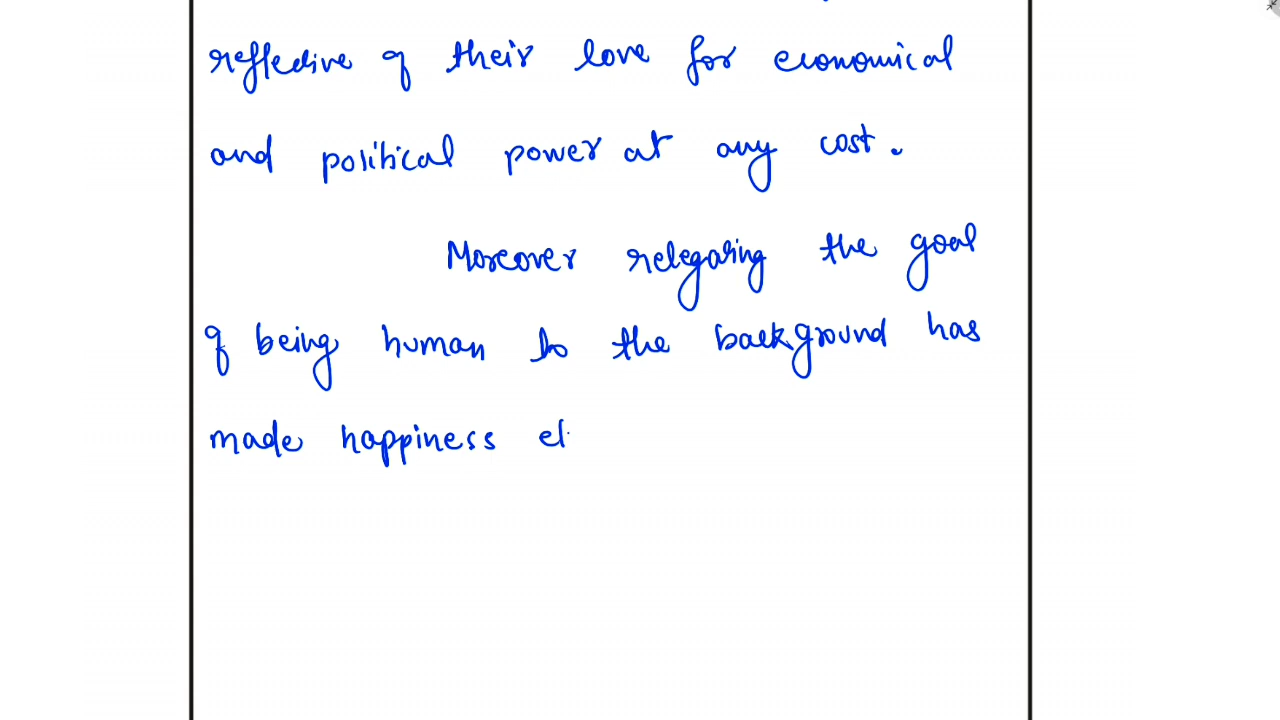 reflective of their love for economical
and political power at any cost.
Moreover relegating the goal
of being human to the background has
made happiness el